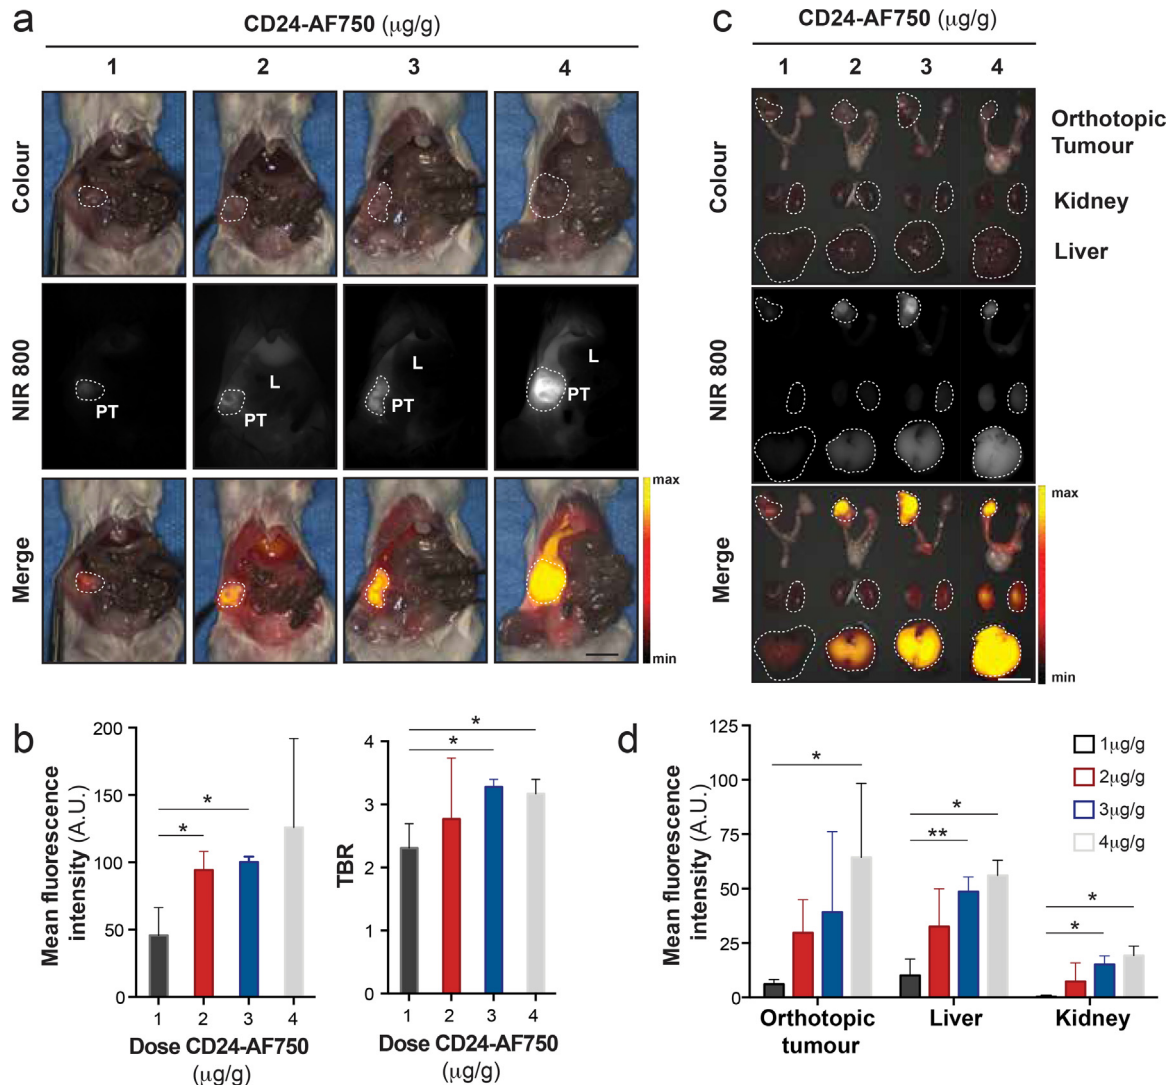 a
CD24-AF750 (µg/g)
1 2 3 4
Colour
NIR 800
PT
L
PT
L
PT
L
PT
Merge
max
min
c
CD24-AF750 (µg/g)
1 2 3 4
Colour
Orthotopic
Tumour
Kidney
Liver
NIR 800
Merge
max
min
b
Mean fluorescence
intensity (A.U.)
200
150
100
50
0
*
*
1 2 3 4
Dose CD24-AF750
(µg/g)
TBR
4
3
2
1
0
*
*
1 2 3 4
Dose CD24-AF750
(µg/g)
d
Mean fluorescence
intensity (A.U.)
125
100
75
50
25
0
*
*
**
*
*
1µg/g
2µg/g
3µg/g
4µg/g
Orthotopic
tumour
Liver
Kidney